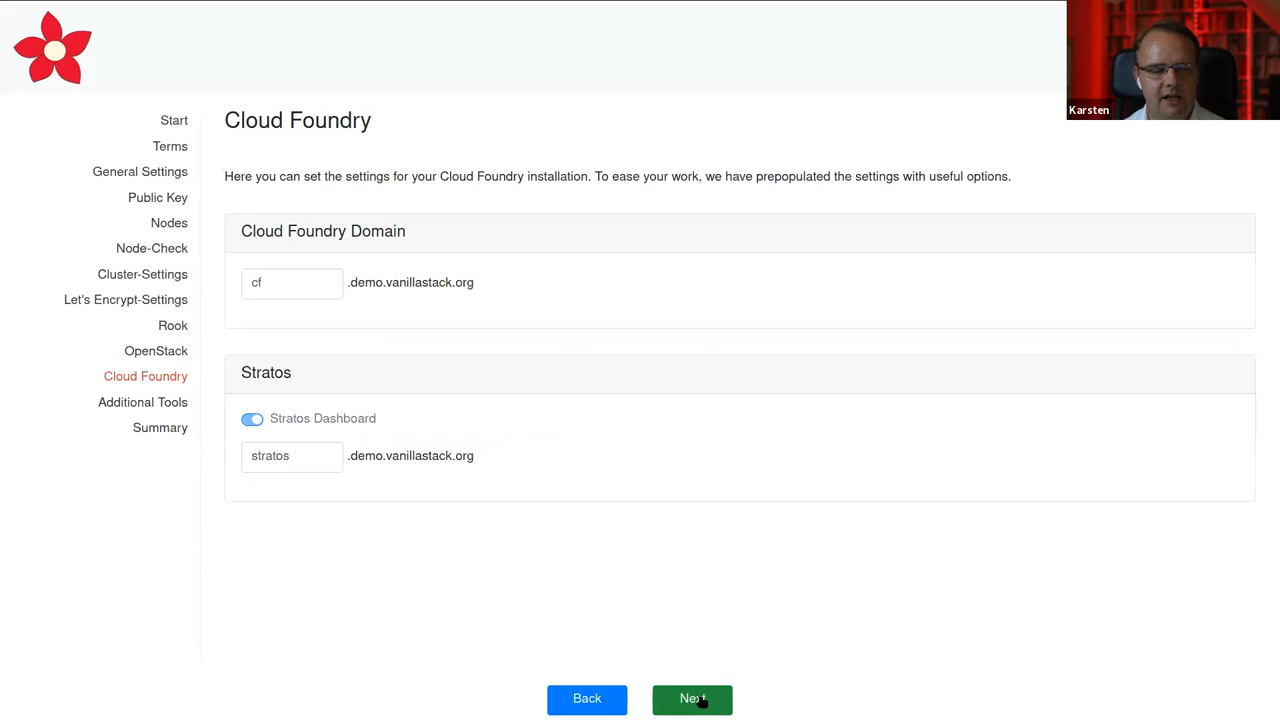 Karsten
Start
Terms
General Settings
Public Key
Nodes
Node-Check
Cluster-Settings
Let's Encrypt-Settings
Rook
OpenStack
Cloud Foundry
Additional Tools
Summary
Cloud Foundry
Here you can set the settings for your Cloud Foundry installation. To ease your work, we have prepopulated the settings with useful options.
Cloud Foundry Domain
cf .demo.vanillastack.org
Stratos
Stratos Dashboard
stratos .demo.vanillastack.org
Back Next